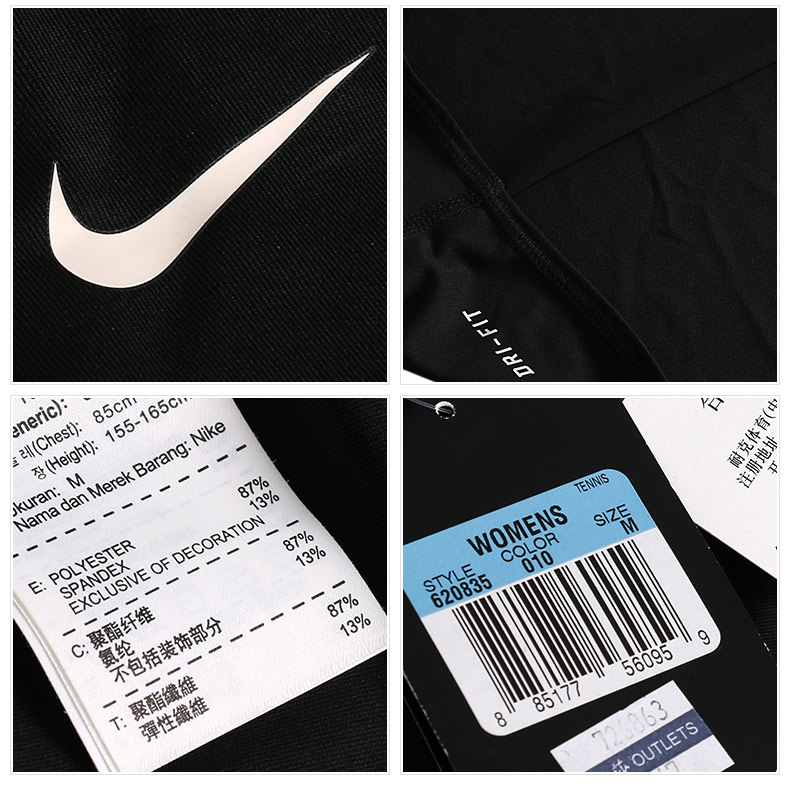 DRI-FIT
85cm
(Chest):
장(Height): 155-165cm
ukuran: M
Nama dan Merek Barang: Nike
87%
13%
E: POLYESTER
SPANDEX
EXCLUSIVE OF DECORATION
87%
13%
C: 聚酯纤维
氨纶
不包括装饰部分
87%
13%
T: 聚酯纖維
彈性纖維
TENNIS
WOMENS
SIZE
M
COLOR
010
STYLE
620835
8 85177 56095 9
耐克体育(中
注册地址
OUTLETS